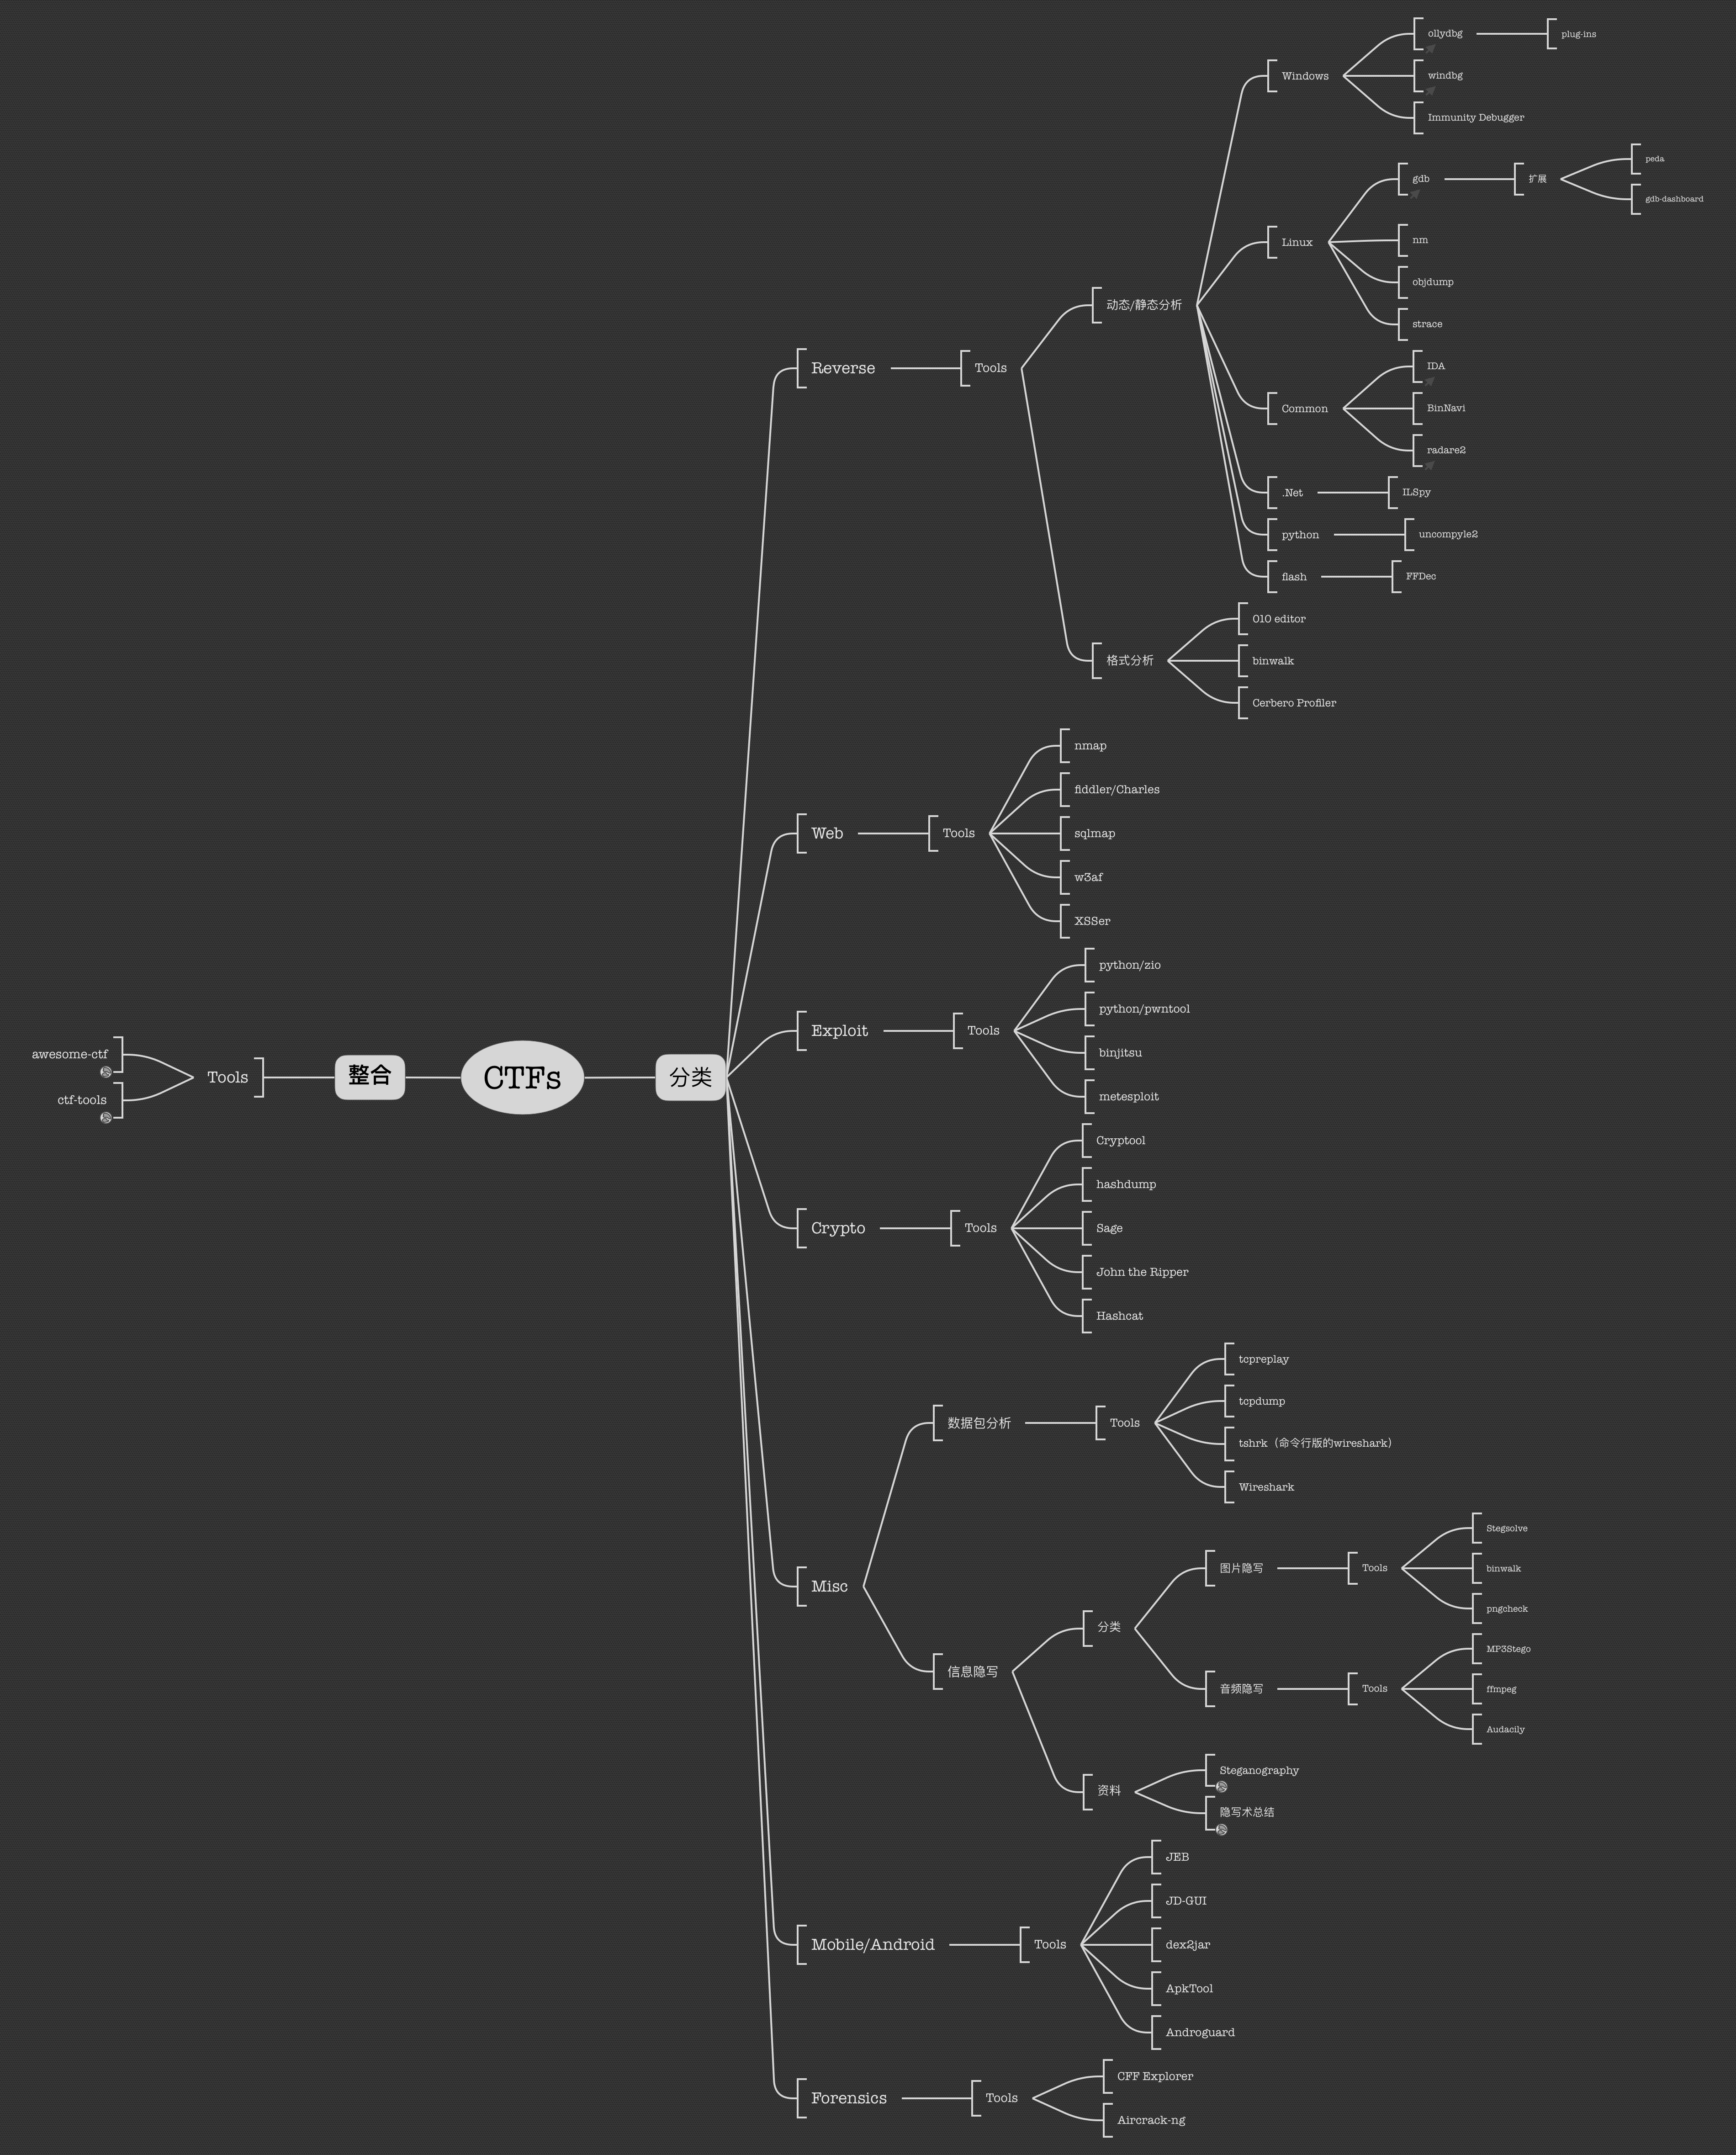 CTFs
整合
Tools
awesome-ctf
ctf-tools
分类
Reverse
Tools
动态/静态分析
Windows
ollydbg
plug-ins
windbg
Immunity Debugger
Linux
gdb
扩展
peda
gdb-dashboard
nm
objdump
strace
Common
IDA
BinNavi
radare2
.Net
ILSpy
python
uncompyle2
flash
FFDec
格式分析
010 editor
binwalk
Cerbero Profiler
Web
Tools
nmap
fiddler/Charles
sqlmap
w3af
XSSer
Exploit
Tools
python/zio
python/pwntool
binjitsu
metesploit
Crypto
Tools
Cryptool
hashdump
Sage
John the Ripper
Hashcat
Misc
数据包分析
Tools
tcpreplay
tcpdump
tshrk（命令行版的wireshark）
Wireshark
信息隐写
分类
图片隐写
Tools
Stegsolve
binwalk
pngcheck
音频隐写
Tools
MP3Stego
ffmpeg
Audacily
资料
Steganography
隐写术总结
Mobile/Android
Tools
JEB
JD-GUI
dex2jar
ApkTool
Androguard
Forensics
Tools
CFF Explorer
Aircrack-ng